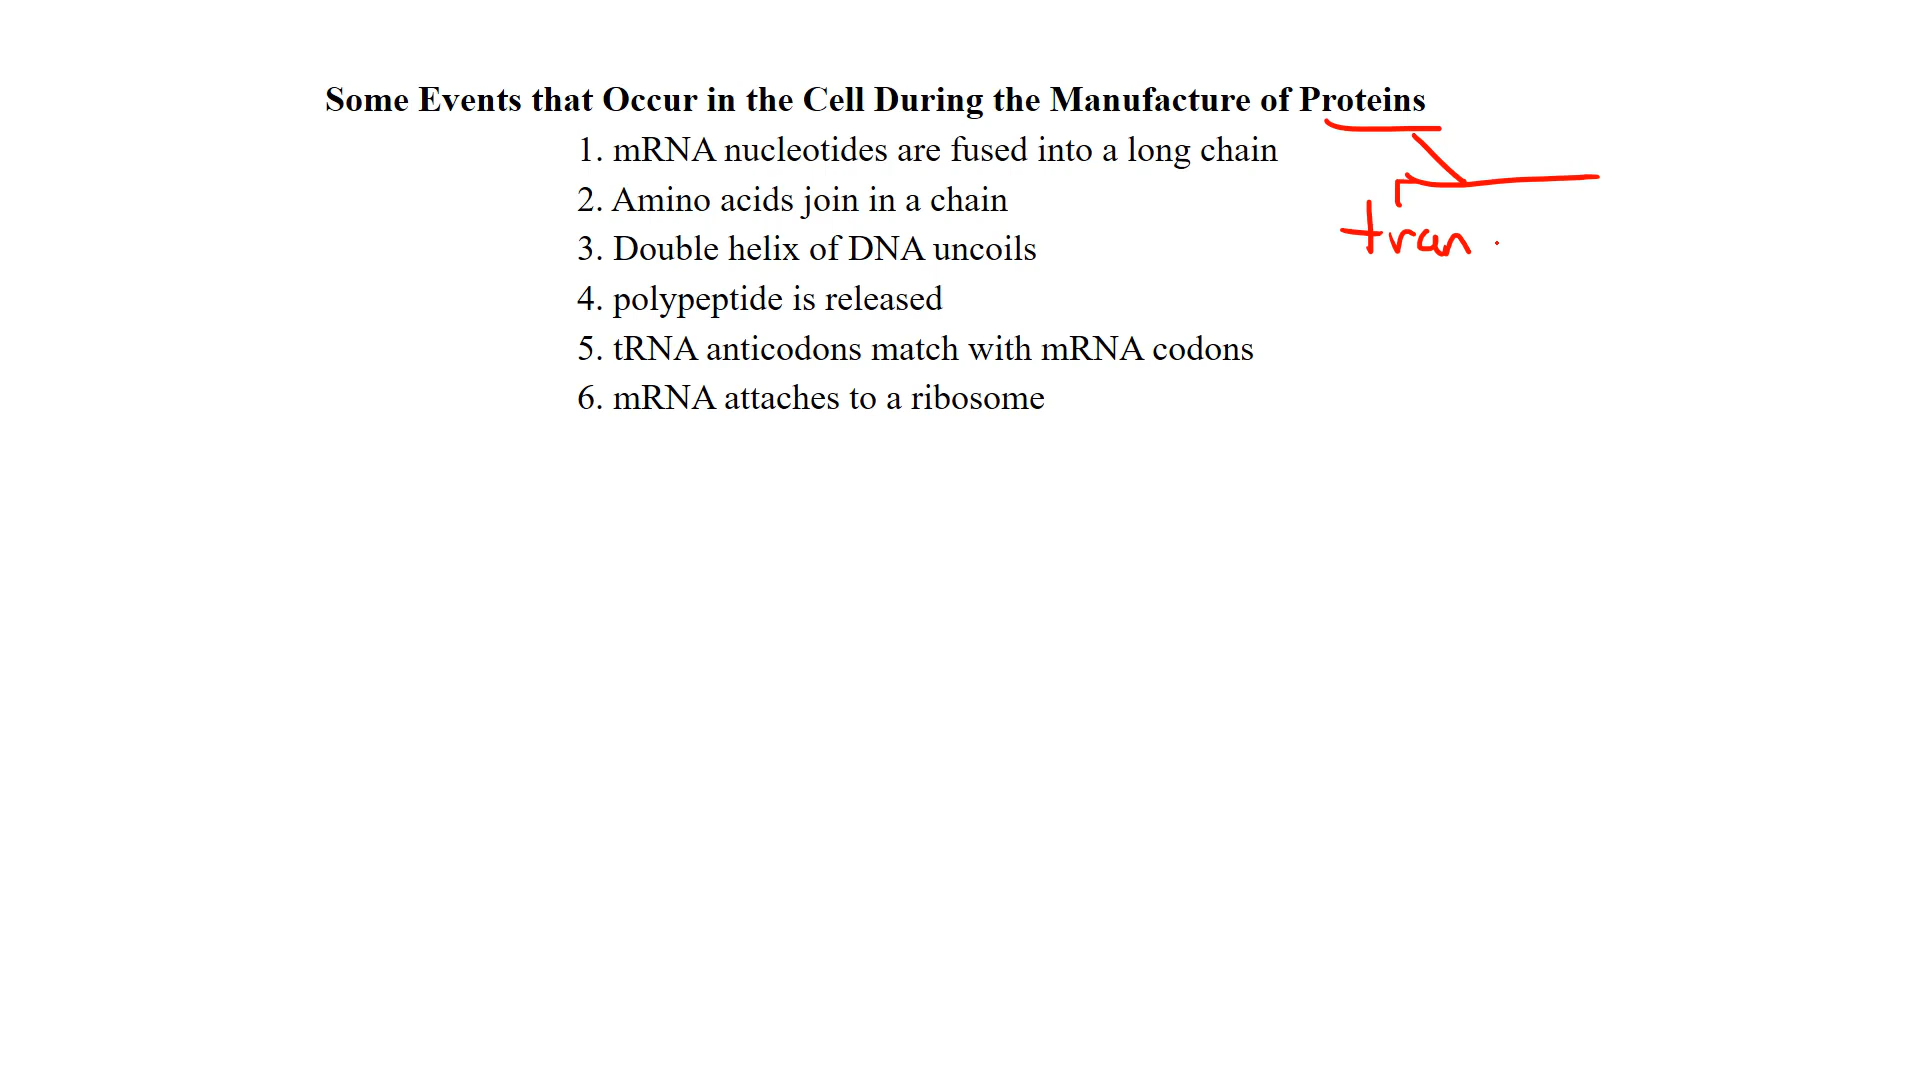 Some Events that Occur in the Cell During the Manufacture of Proteins
1. mRNA nucleotides are fused into a long chain
2. Amino acids join in a chain
3. Double helix of DNA uncoils
tran
4. polypeptide is released
5. tRNA anticodons match with mRNA codons
6. mRNA attaches to a ribosome